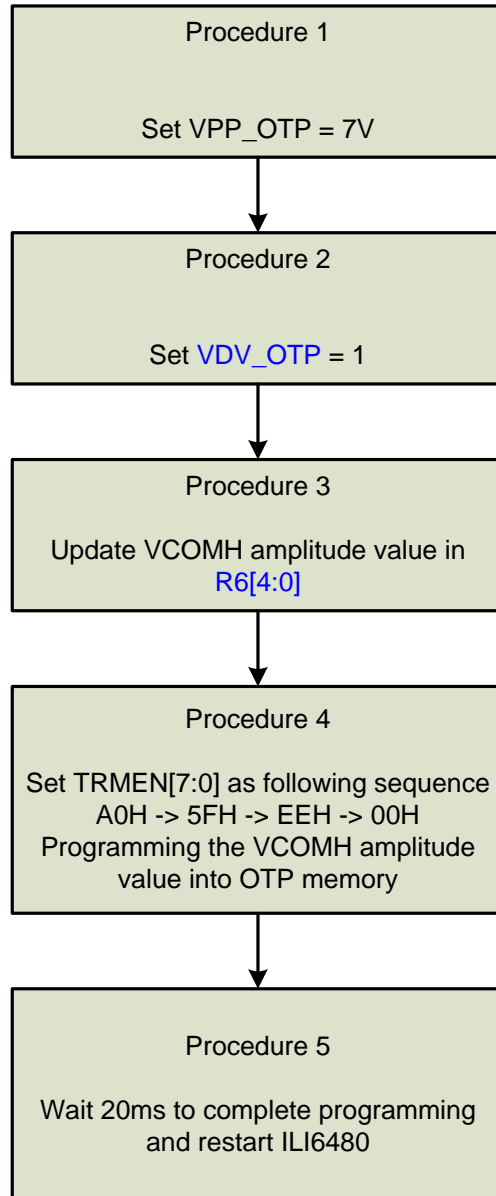 Procedure 1
Set VPP_OTP = 7V
Procedure 2
Set VDV_OTP = 1
Procedure 3
Update VCOMH amplitude value in
R6[4:0]
Procedure 4
Set TRMEN[7:0] as following sequence
A0H -> 5FH -> EEH -> 00H
Programming the VCOMH amplitude
value into OTP memory
Procedure 5
Wait 20ms to complete programming
and restart ILI6480